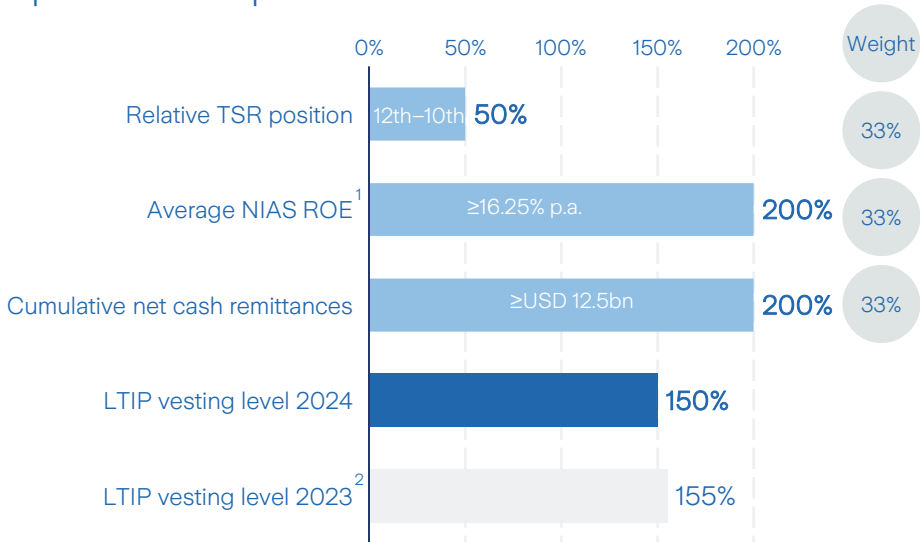 0% 50% 100% 150% 200% Weight
Relative TSR position 12th–10th 50% 33%
Average NIAS ROE¹ ≥16.25% p.a. 200% 33%
Cumulative net cash remittances ≥USD 12.5bn 200% 33%
LTIP vesting level 2024 150%
LTIP vesting level 2023² 155%